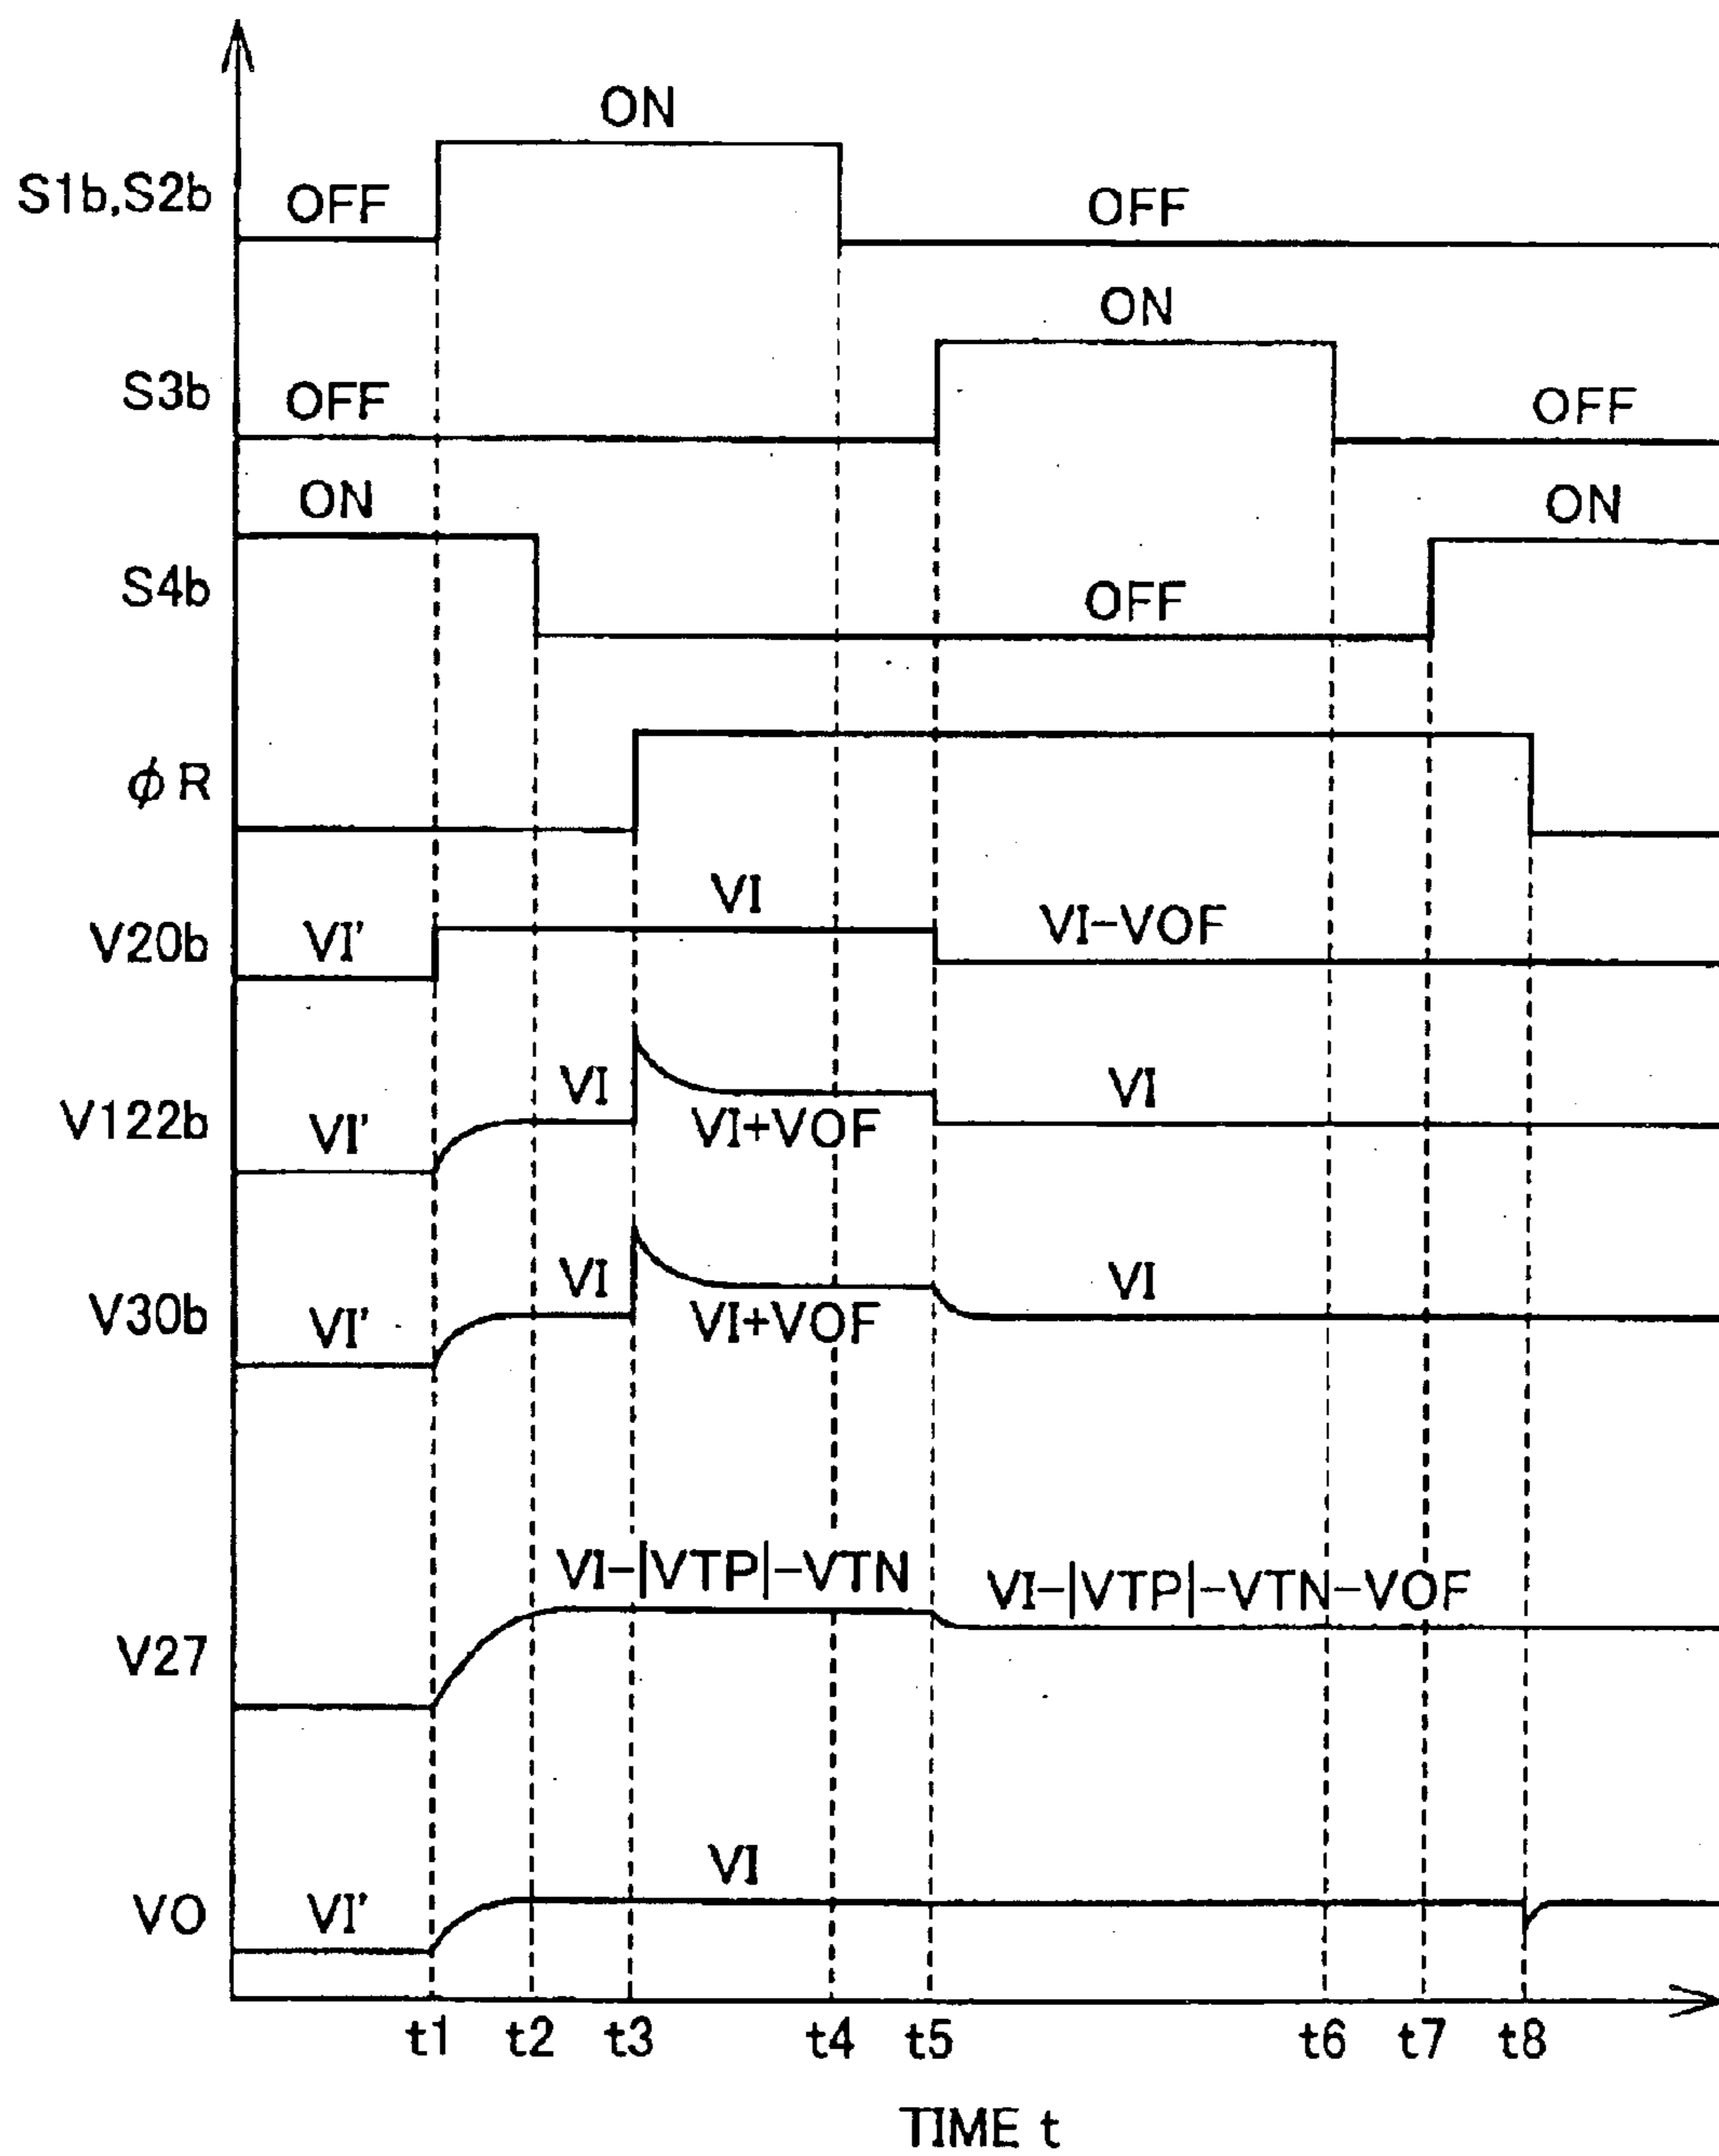 ON
S1b,S2b OFF OFF
ON
S3b OFF OFF
ON ON
S4b OFF
φR
VI
V20b VI' VI-VOF
VI VI
V122b VI' VI+VOF
VI VI
V30b VI' VI+VOF
VI-|VTP|-VTN VI-|VTP|-VTN-VOF
V27
VI
VO VI'
t1 t2 t3 t4 t5 t6 t7 t8
TIME t